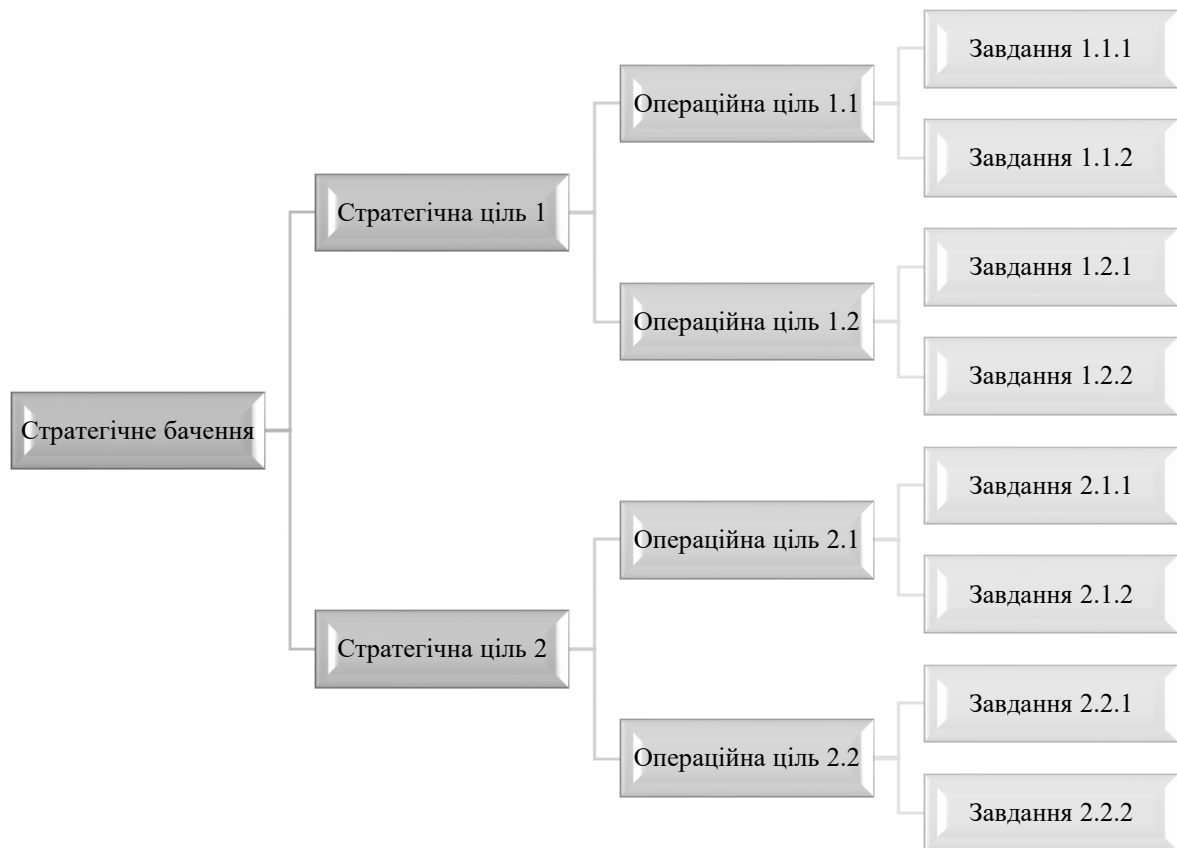 Стратегічне бачення
Стратегічна ціль 1
Операційна ціль 1.1
Завдання 1.1.1
Завдання 1.1.2
Операційна ціль 1.2
Завдання 1.2.1
Завдання 1.2.2
Стратегічна ціль 2
Операційна ціль 2.1
Завдання 2.1.1
Завдання 2.1.2
Операційна ціль 2.2
Завдання 2.2.1
Завдання 2.2.2